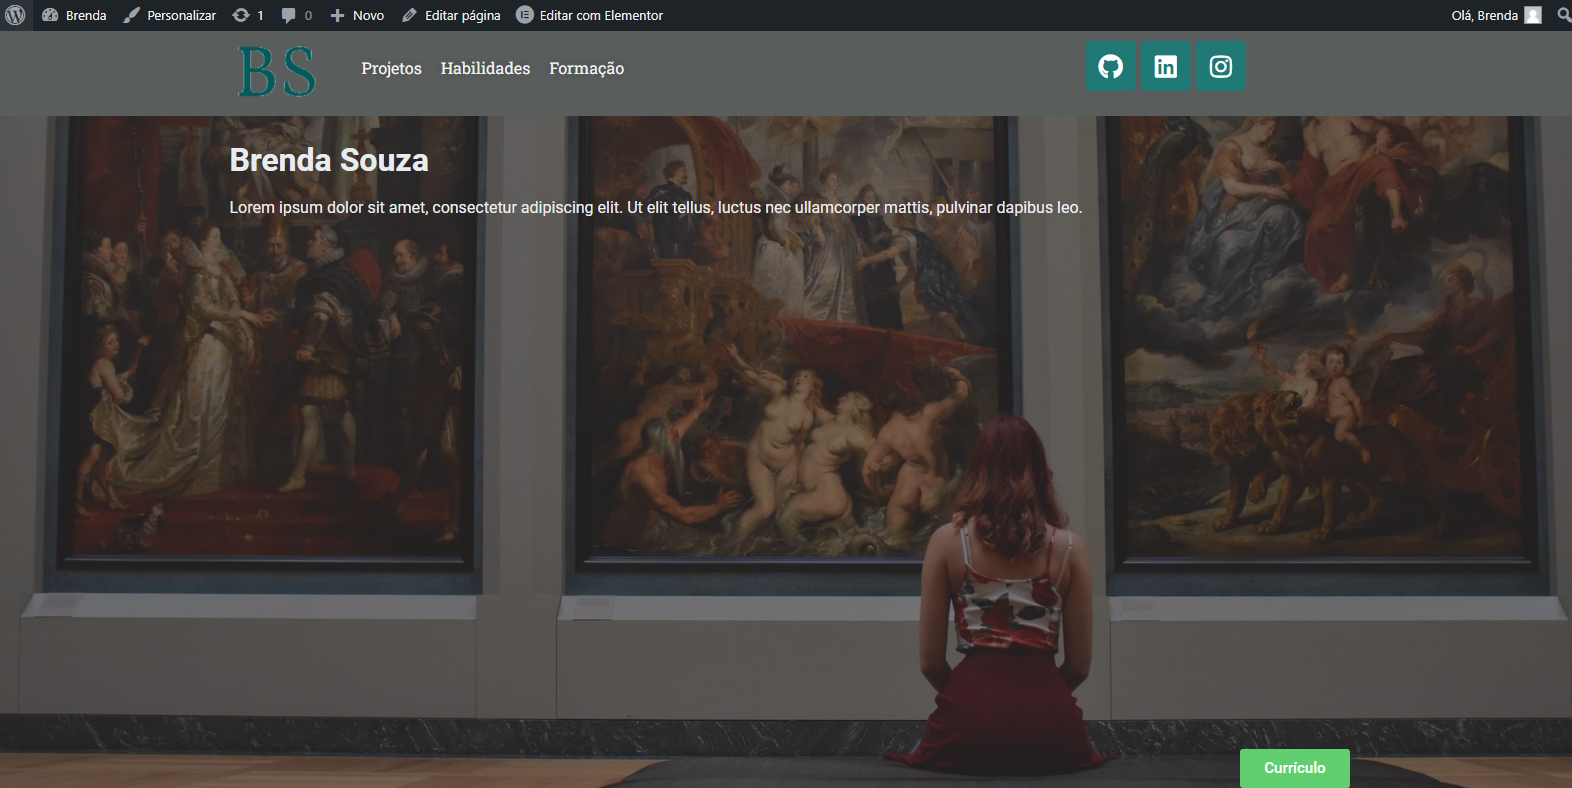 Brenda Personalizar 1 0 Novo Editar página Editar com Elementor Olá, Brenda
BS Projetos Habilidades Formação in
Brenda Souza
Lorem ipsum dolor sit amet, consectetur adipiscing elit. Ut elit tellus, luctus nec ullamcorper mattis, pulvinar dapibus leo.
Currículo